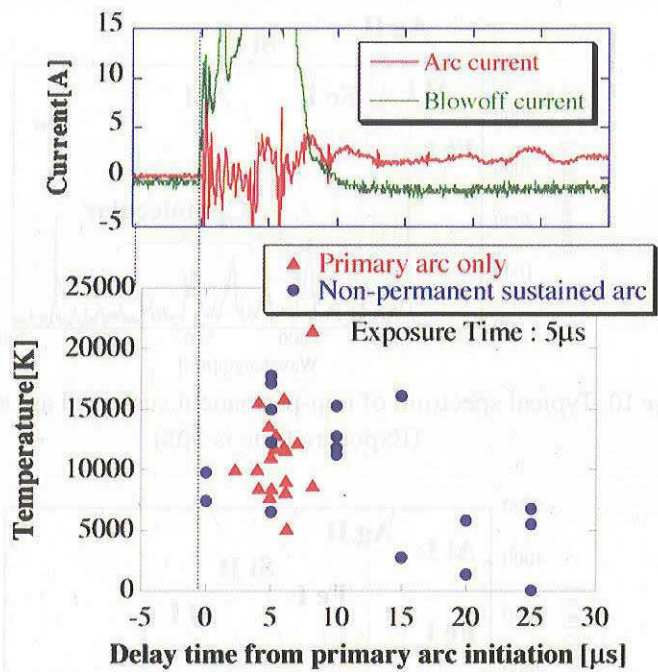 15
10
5
0
-5
Current[A]
Arc current
Blowoff current
Primary arc only
Non-permanent sustained arc
Exposure Time : 5μs
25000
20000
15000
10000
5000
0
Temperature[K]
-5 0 5 10 15 20 25 30
Delay time from primary arc initiation [μs]